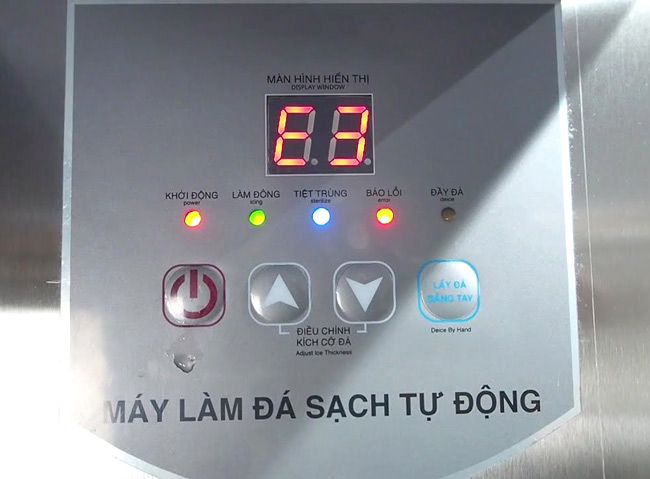 MÀN HÌNH HIỂN THỊ
DISPLAY WINDOW
E3
KHỞI ĐỘNG LÀM ĐÔNG TIỆT TRÙNG BÁO LỖI ĐẦY ĐÁ
power icing sterilize error deice
LẤY ĐÁ
BẰNG TAY
ĐIỀU CHỈNH
KÍCH CỠ ĐÁ
Adjust Ice Thickness
Deice By Hand
MÁY LÀM ĐÁ SẠCH TỰ ĐỘNG